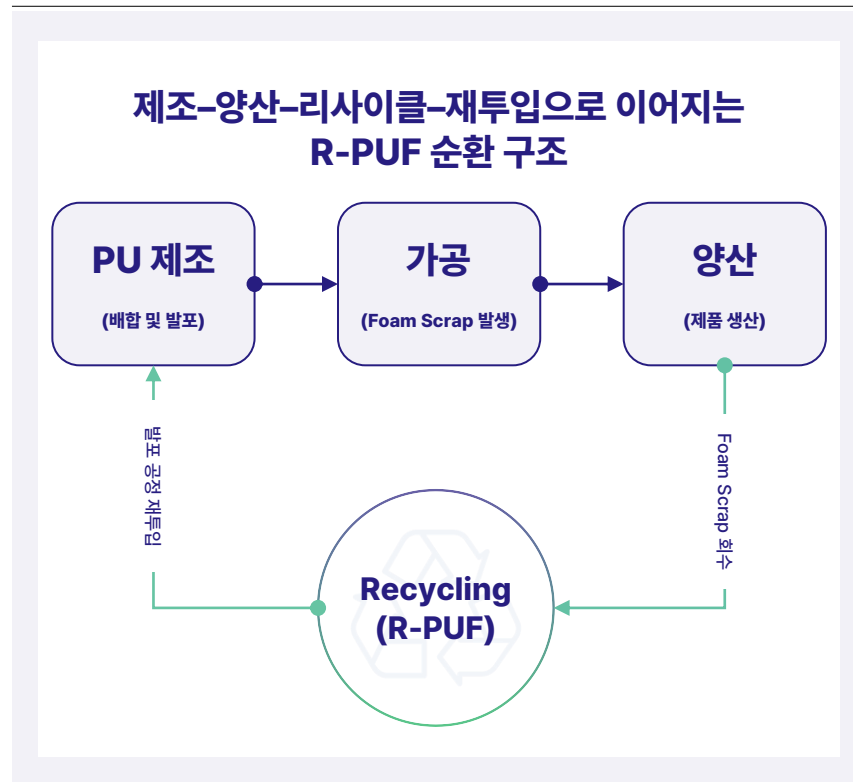 제조–양산–리사이클–재투입으로 이어지는
R-PUF 순환 구조
PU 제조
(배합 및 발포)
가공
(Foam Scrap 발생)
양산
(제품 생산)
발포 공정 재투입
Foam Scrap 회수
Recycling
(R-PUF)